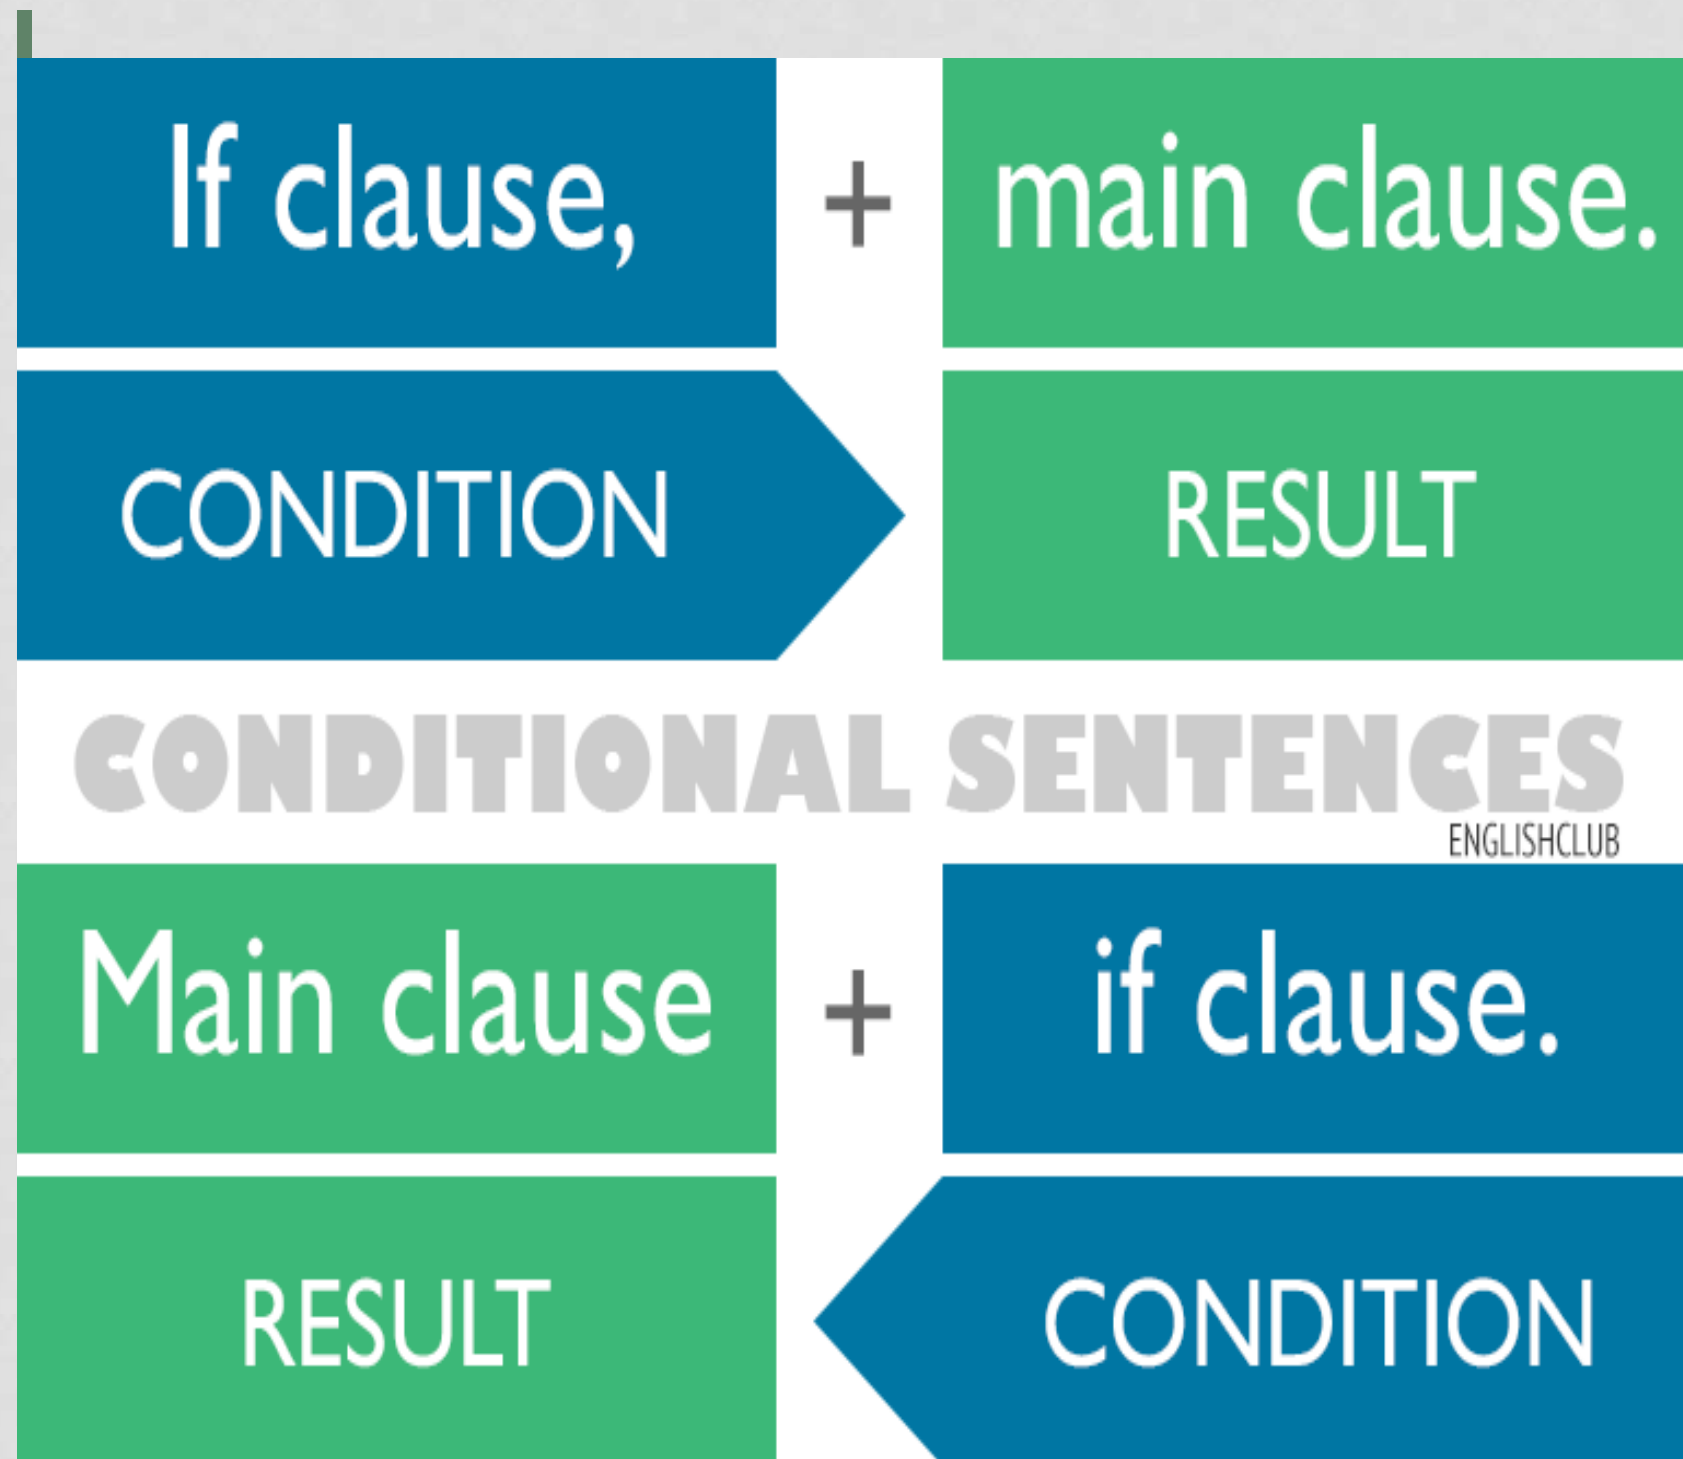 If clause, + main clause.
CONDITION RESULT
CONDITIONAL SENTENCES
ENGLISHCLUB
Main clause + if clause.
RESULT CONDITION